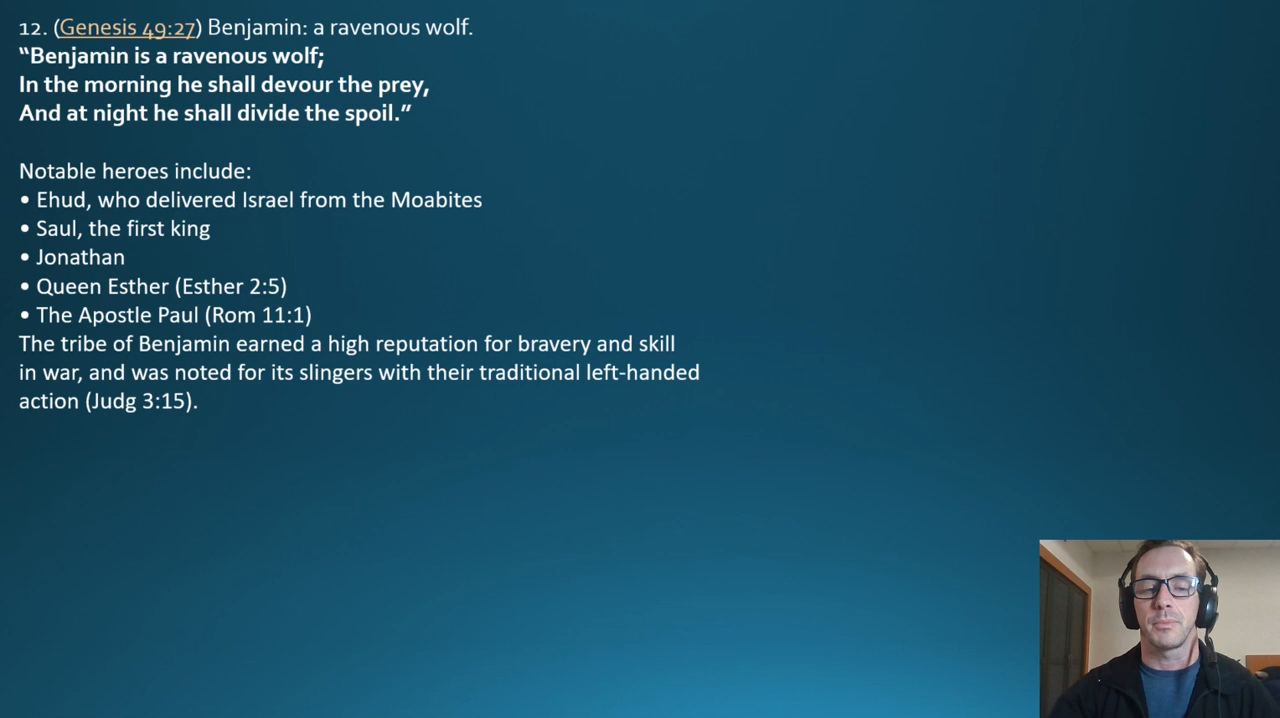 12. (Genesis 49:27) Benjamin: a ravenous wolf.
“Benjamin is a ravenous wolf;
In the morning he shall devour the prey,
And at night he shall divide the spoil.”
Notable heroes include:
• Ehud, who delivered Israel from the Moabites
• Saul, the first king
• Jonathan
• Queen Esther (Esther 2:5)
• The Apostle Paul (Rom 11:1)
The tribe of Benjamin earned a high reputation for bravery and skill
in war, and was noted for its slingers with their traditional left-handed
action (Judg 3:15).